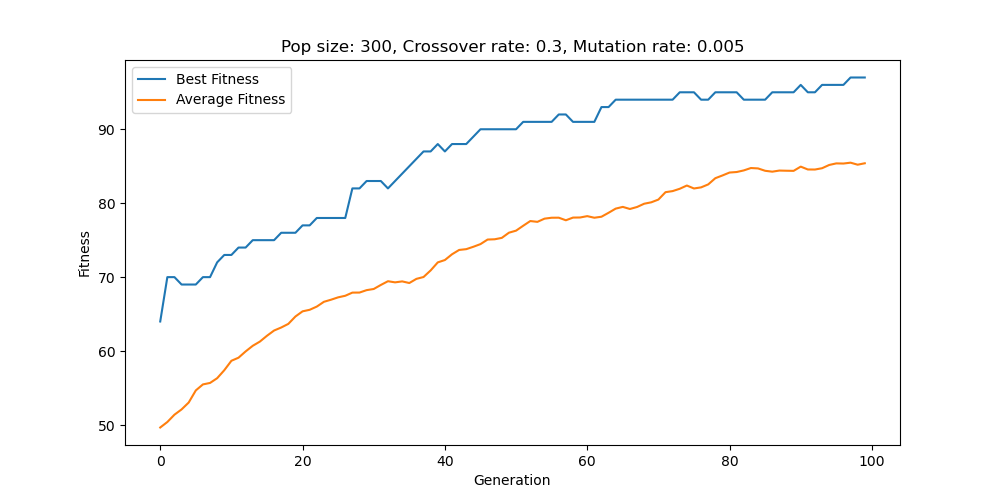 Pop size: 300, Crossover rate: 0.3, Mutation rate: 0.005
Best Fitness
Average Fitness
Fitness
90
80
70
60
50
0 20 40 60 80 100
Generation